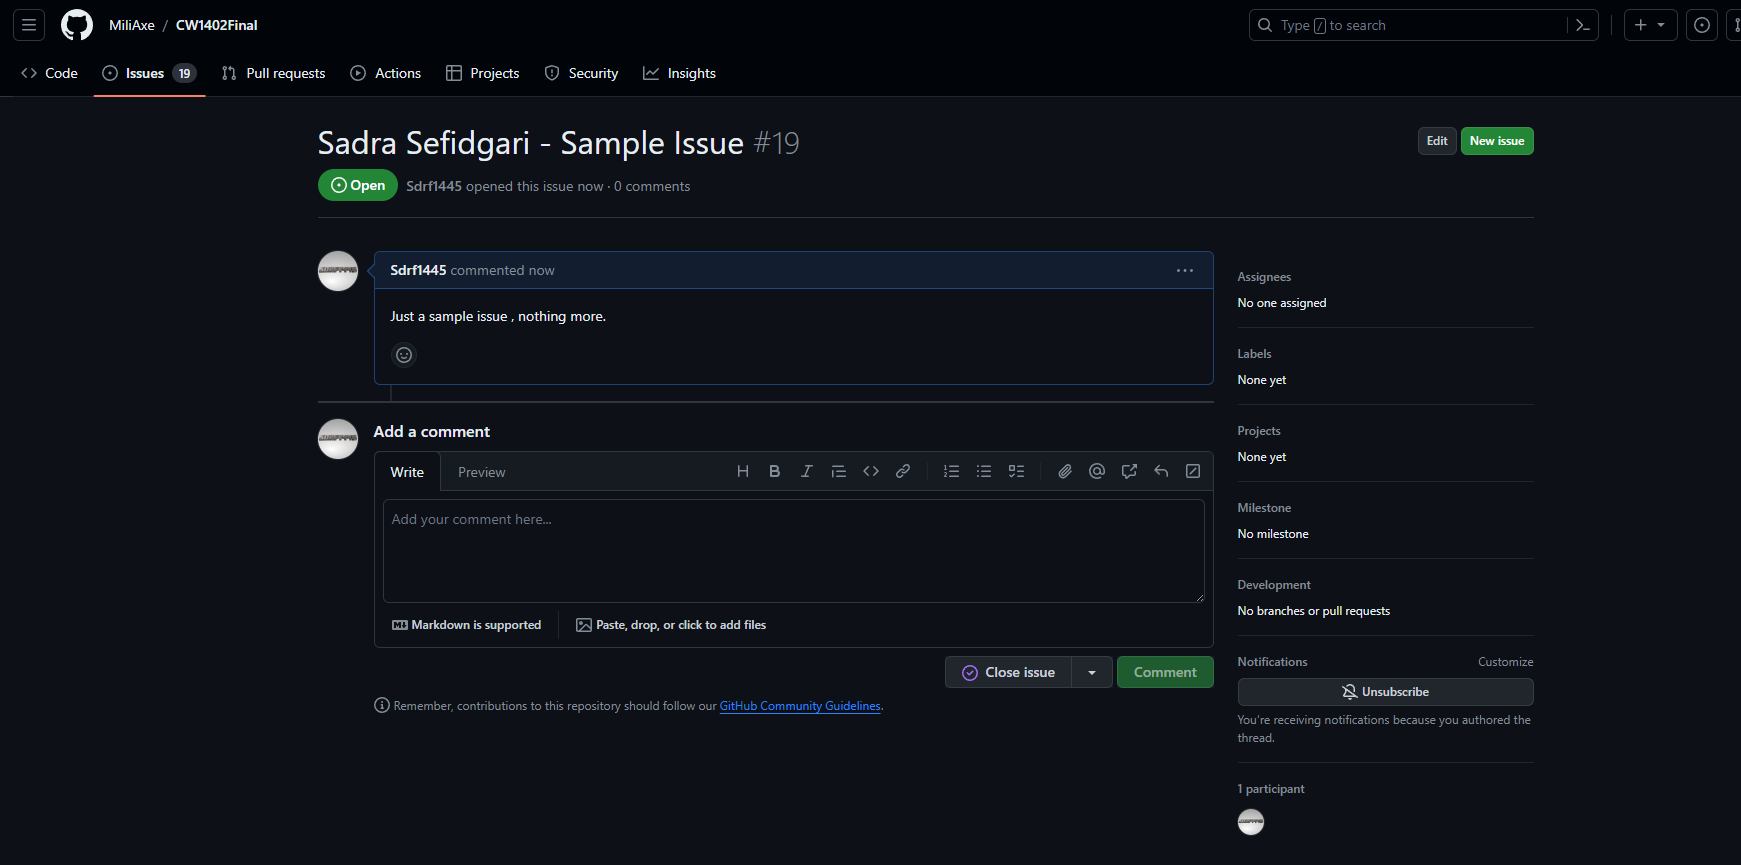 MiliAxe / CW1402Final
Type / to search
Code
Issues 19
Pull requests
Actions
Projects
Security
Insights
Sadra Sefidgari - Sample Issue #19
Edit
New issue
Open
Sdrf1445 opened this issue now · 0 comments
Sdrf1445 commented now
Just a sample issue , nothing more.
Add a comment
Write
Preview
Add your comment here...
Markdown is supported
Paste, drop, or click to add files
Close issue
Comment
Remember, contributions to this repository should follow our GitHub Community Guidelines.
Assignees
No one assigned
Labels
None yet
Projects
None yet
Milestone
No milestone
Development
No branches or pull requests
Notifications
Customize
Unsubscribe
You're receiving notifications because you authored the
thread.
1 participant